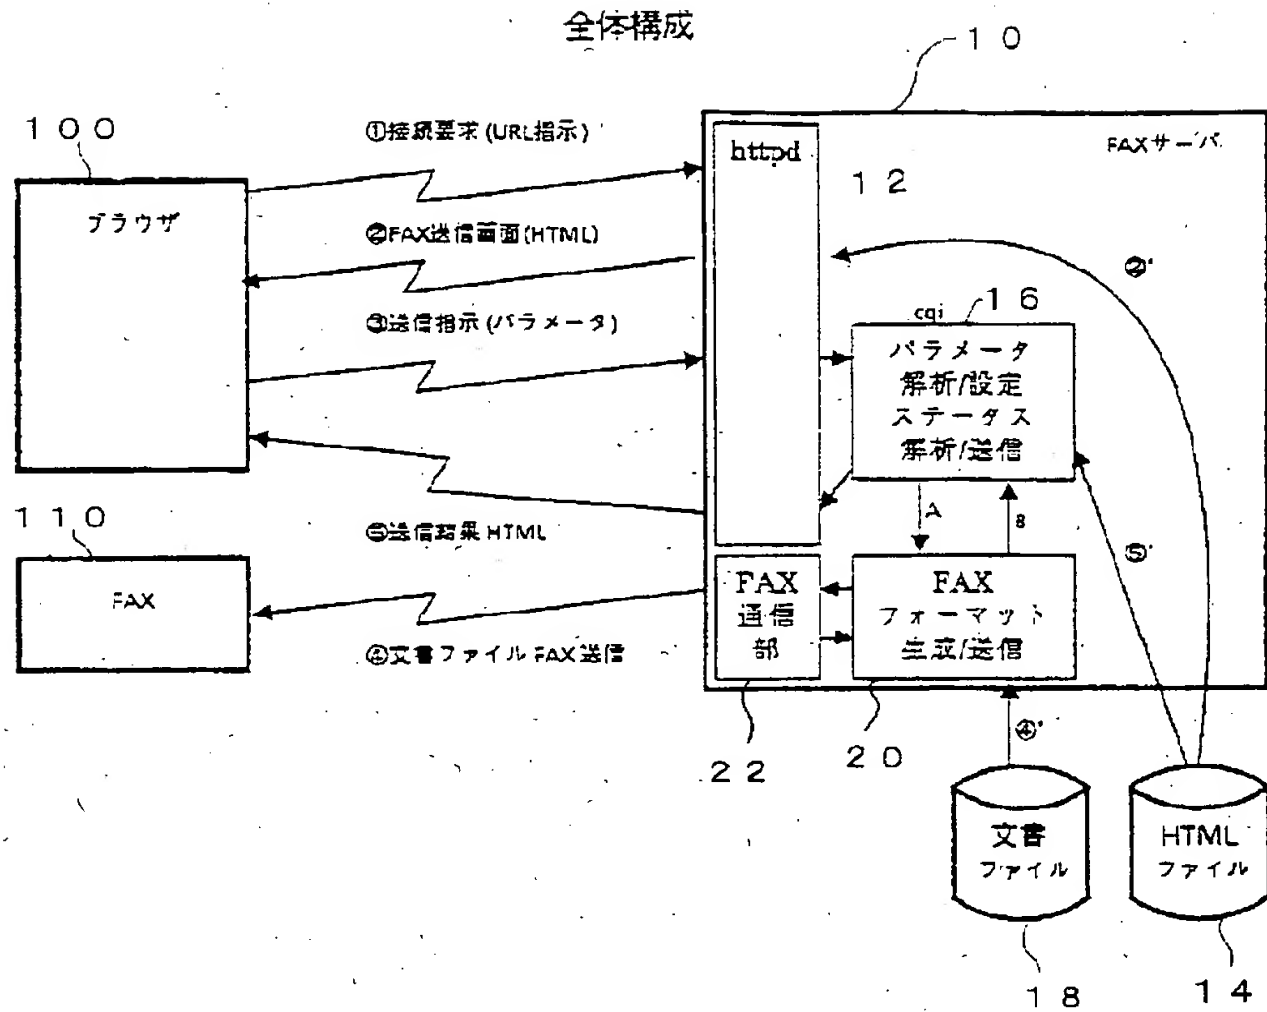 全体構成
10
100
①接続要求(URL指示)
httpd
FAXサーバ
12
ブラウザ
②FAX送信画面(HTML)
②'
16
cgi
③送信指示(パラメータ)
パラメータ
解析/設定
ステータス
解析/送信
A
B
110
⑤送信結果HTML
⑤'
FAX
FAX
通信
部
FAX
フォーマット
生成/送信
④文書ファイルFAX送信
④'
22
20
文書
ファイル
HTML
ファイル
18
14